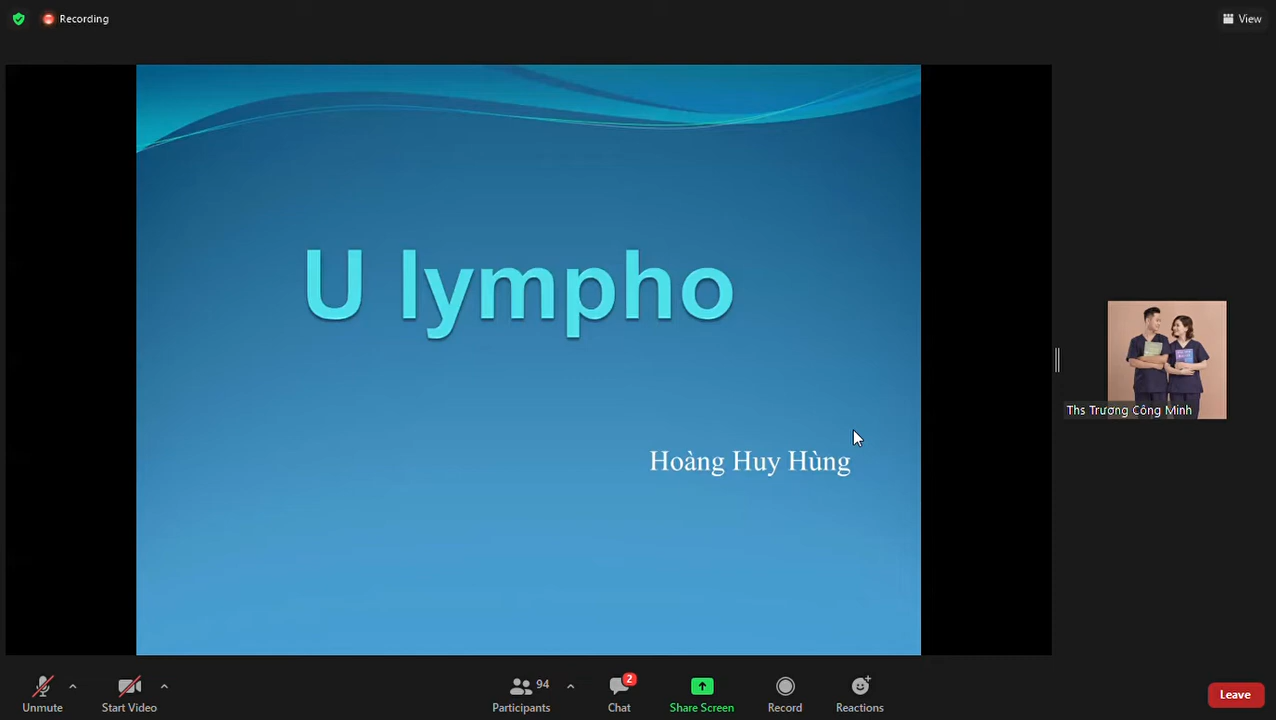 Recording
View
U lympho
Hoàng Huy Hùng
Ths Trương Công Minh
Unmute
Start Video
94
Participants
2
Chat
Share Screen
Record
Reactions
Leave